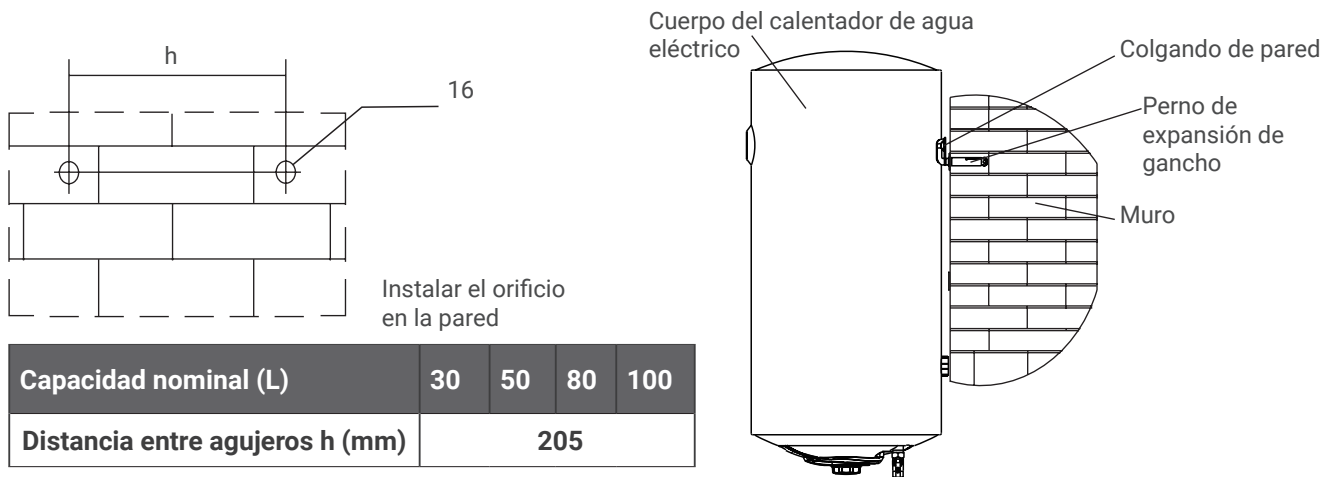 h
16
Instalar el orificio
en la pared
Capacidad nominal (L) 30 50 80 100
Distancia entre agujeros h (mm) 205
Cuerpo del calentador de agua
eléctrico
Colgando de pared
Perno de
expansión de
gancho
Muro